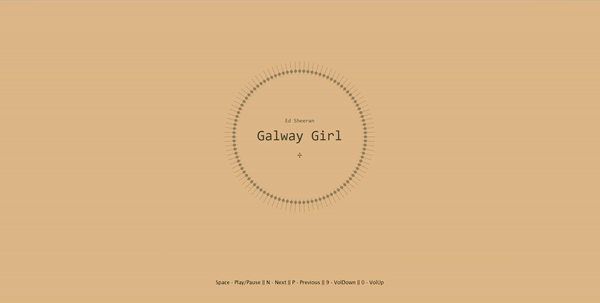 Ed Sheeran
Galway Girl
Space - Play/Pause || N - Next || P - Previous || 9 - VolDown || 0 - VolUp